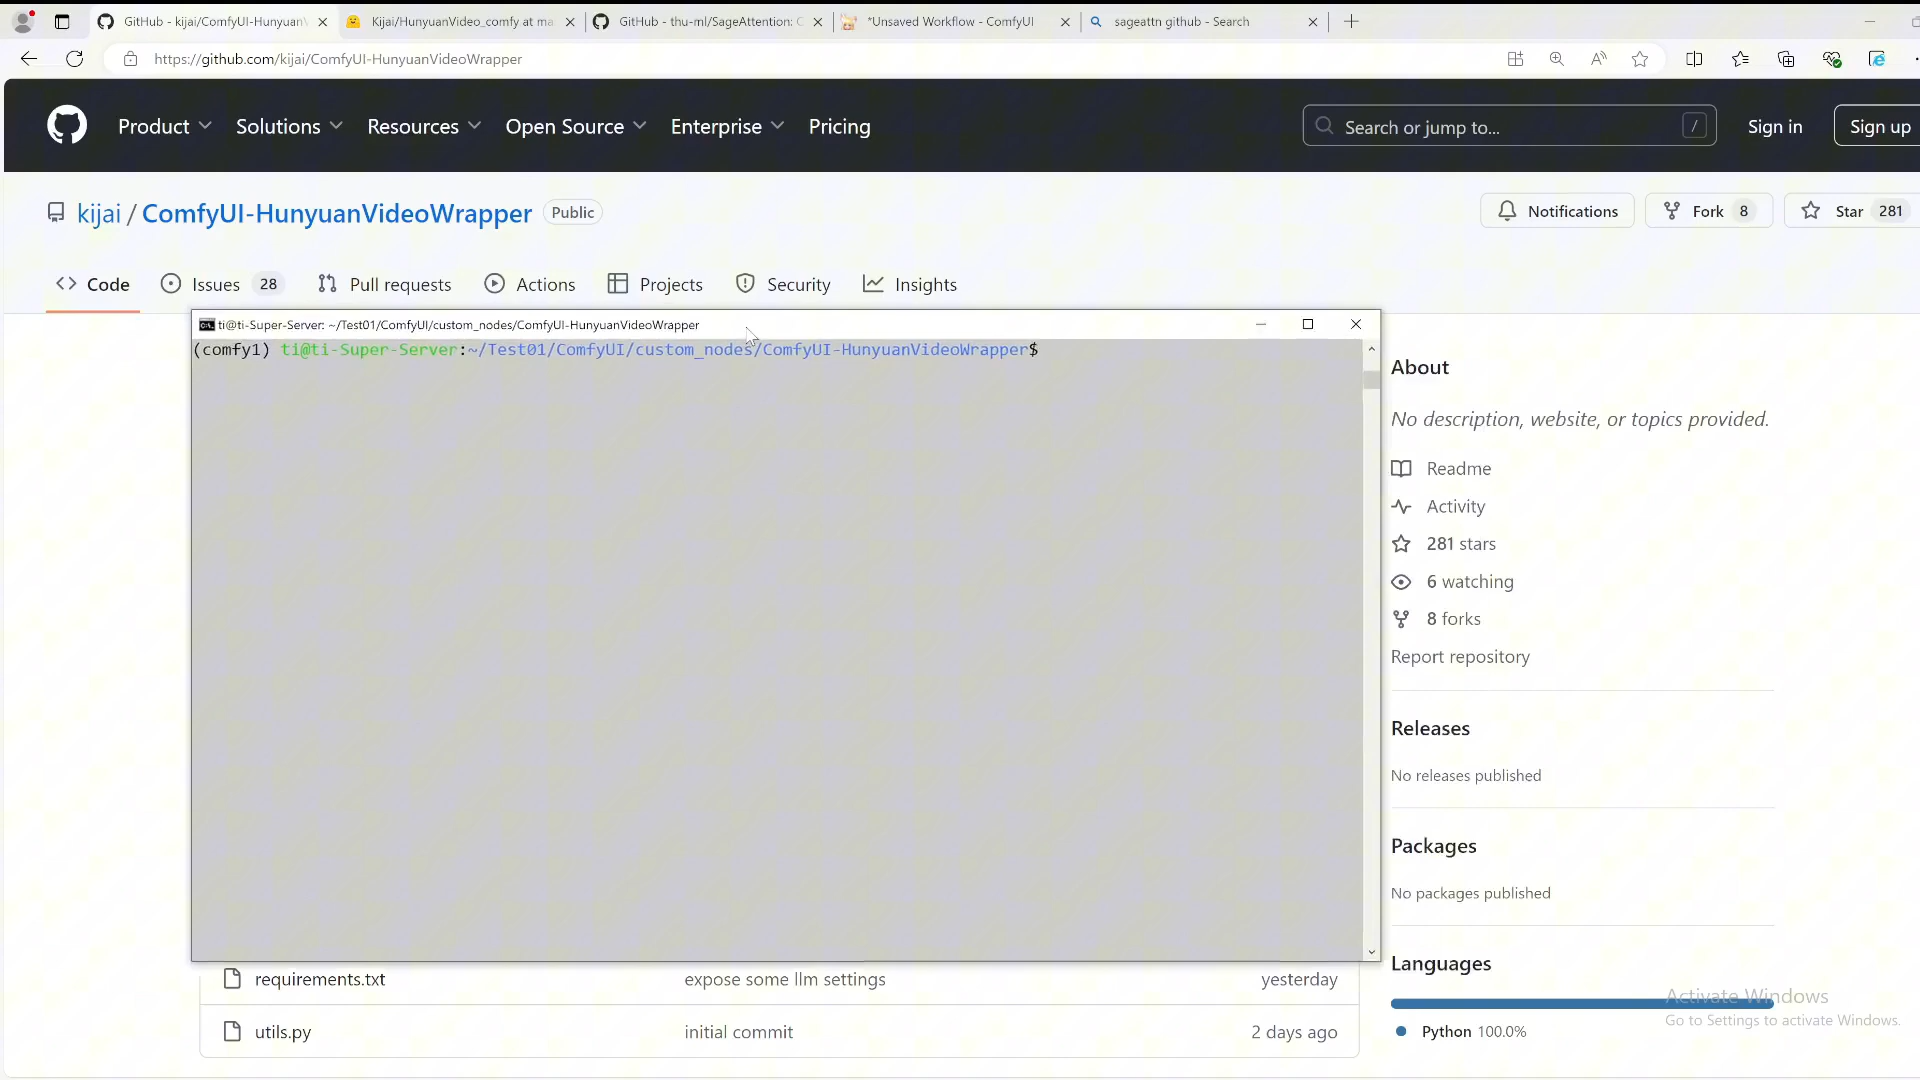 GitHub - kijai/ComfyUI-Hunyuan
Kijai/HunyuanVideo_comfy at ma
GitHub - thu-ml/SageAttention: C
*Unsaved Workflow - ComfyUI
sageattn github - Search
https://github.com/kijai/ComfyUI-HunyuanVideoWrapper
Product
Solutions
Resources
Open Source
Enterprise
Pricing
Search or jump to...
/
Sign in
Sign up
kijai / ComfyUI-HunyuanVideoWrapper
Public
Notifications
Fork 8
Star 281
Code
Issues 28
Pull requests
Actions
Projects
Security
Insights
ti@ti-Super-Server: ~/Test01/ComfyUI/custom_nodes/ComfyUI-HunyuanVideoWrapper
(comfy1) ti@ti-Super-Server:~/Test01/ComfyUI/custom_nodes/ComfyUI-HunyuanVideoWrapper$
About
No description, website, or topics provided.
Readme
Activity
281 stars
6 watching
8 forks
Report repository
Releases
No releases published
Packages
No packages published
Languages
Python 100.0%
requirements.txt
expose some llm settings
yesterday
utils.py
initial commit
2 days ago
Activate Windows
Go to Settings to activate Windows.